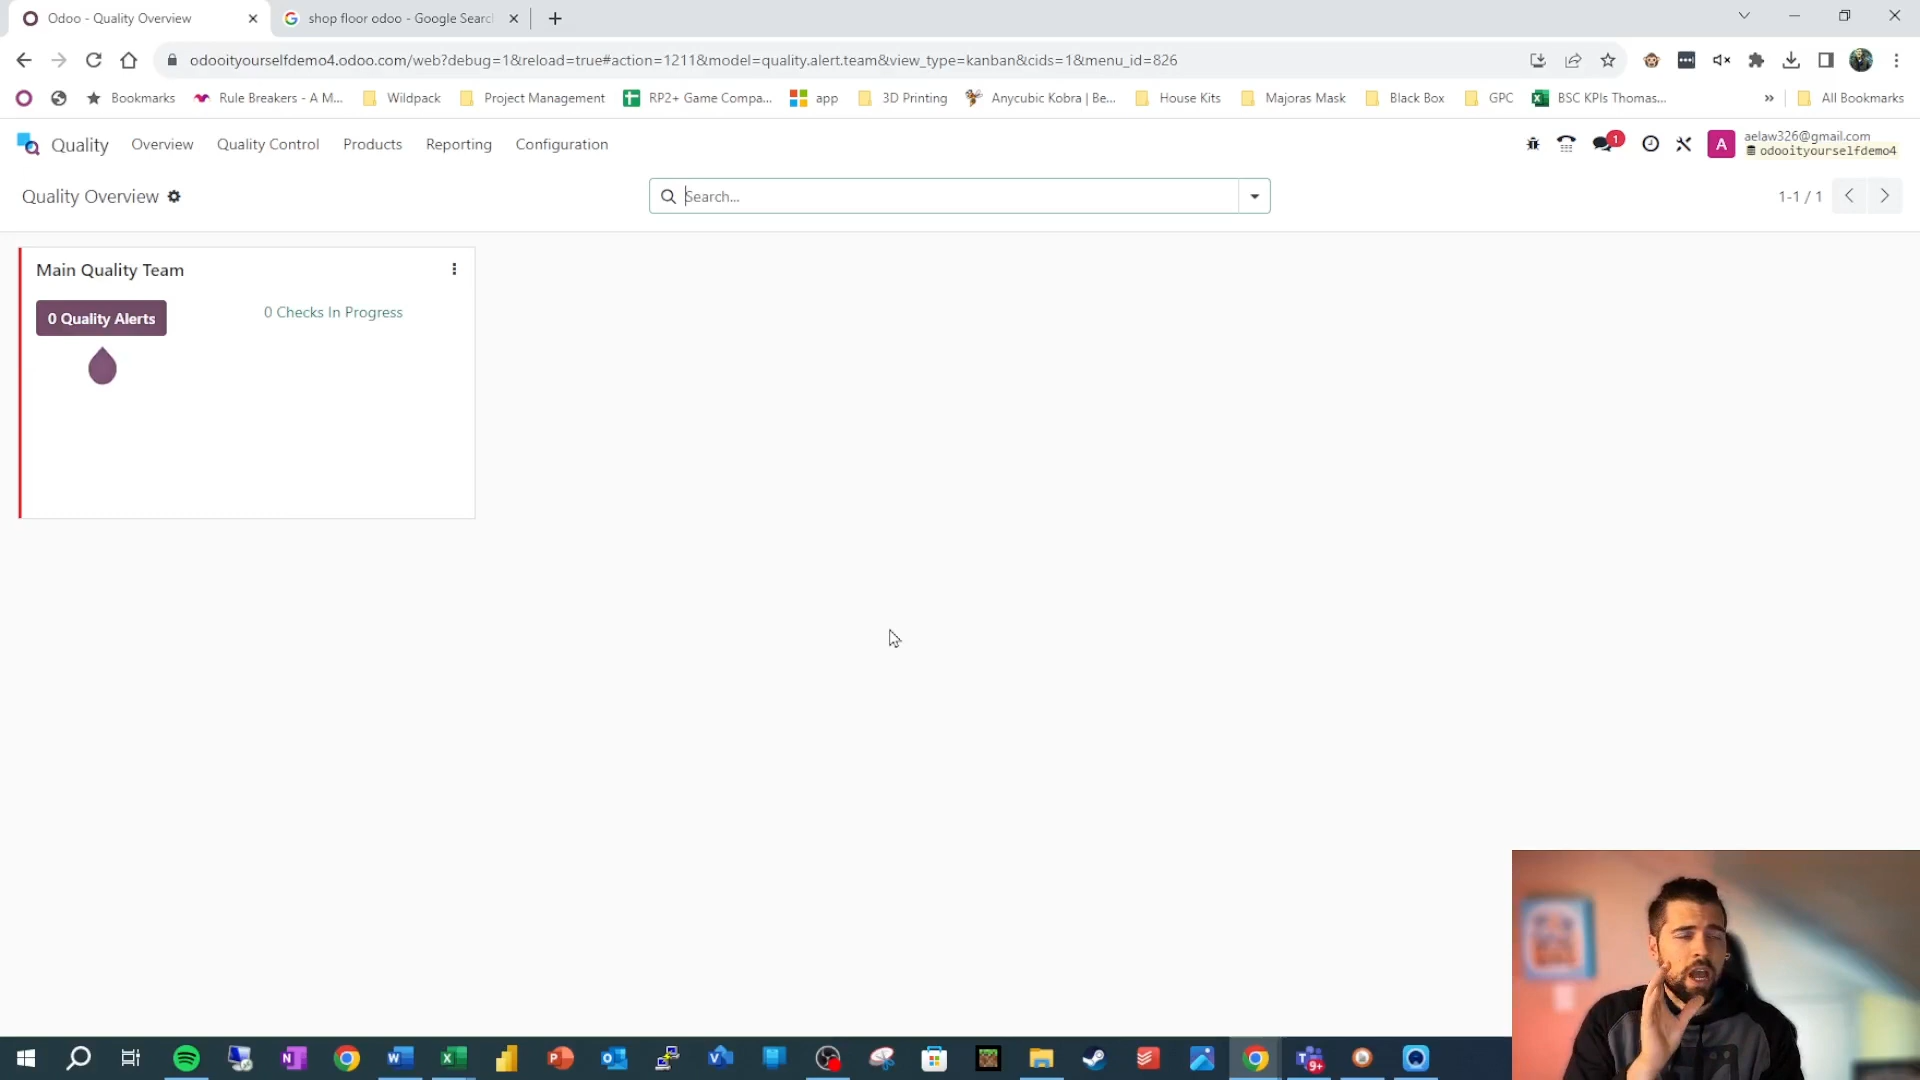 Odoo - Quality Overview
shop floor odoo - Google Searc
odooityourselfdemo4.odoo.com/web?debug=1&reload=true#action=1211&model=quality.alert.team&view_type=kanban&cids=1&menu_id=826
Bookmarks
Rule Breakers - A M...
Wildpack
Project Management
RP2+ Game Compa...
app
3D Printing
Anycubic Kobra | Be...
House Kits
Majoras Mask
Black Box
GPC
BSC KPIs Thomas...
»
All Bookmarks
Quality
Overview
Quality Control
Products
Reporting
Configuration
1
A
aelaw326@gmail.com
odooityourselfdemo4
Quality Overview
Search...
1-1 / 1
Main Quality Team
0 Quality Alerts
0 Checks In Progress
9+